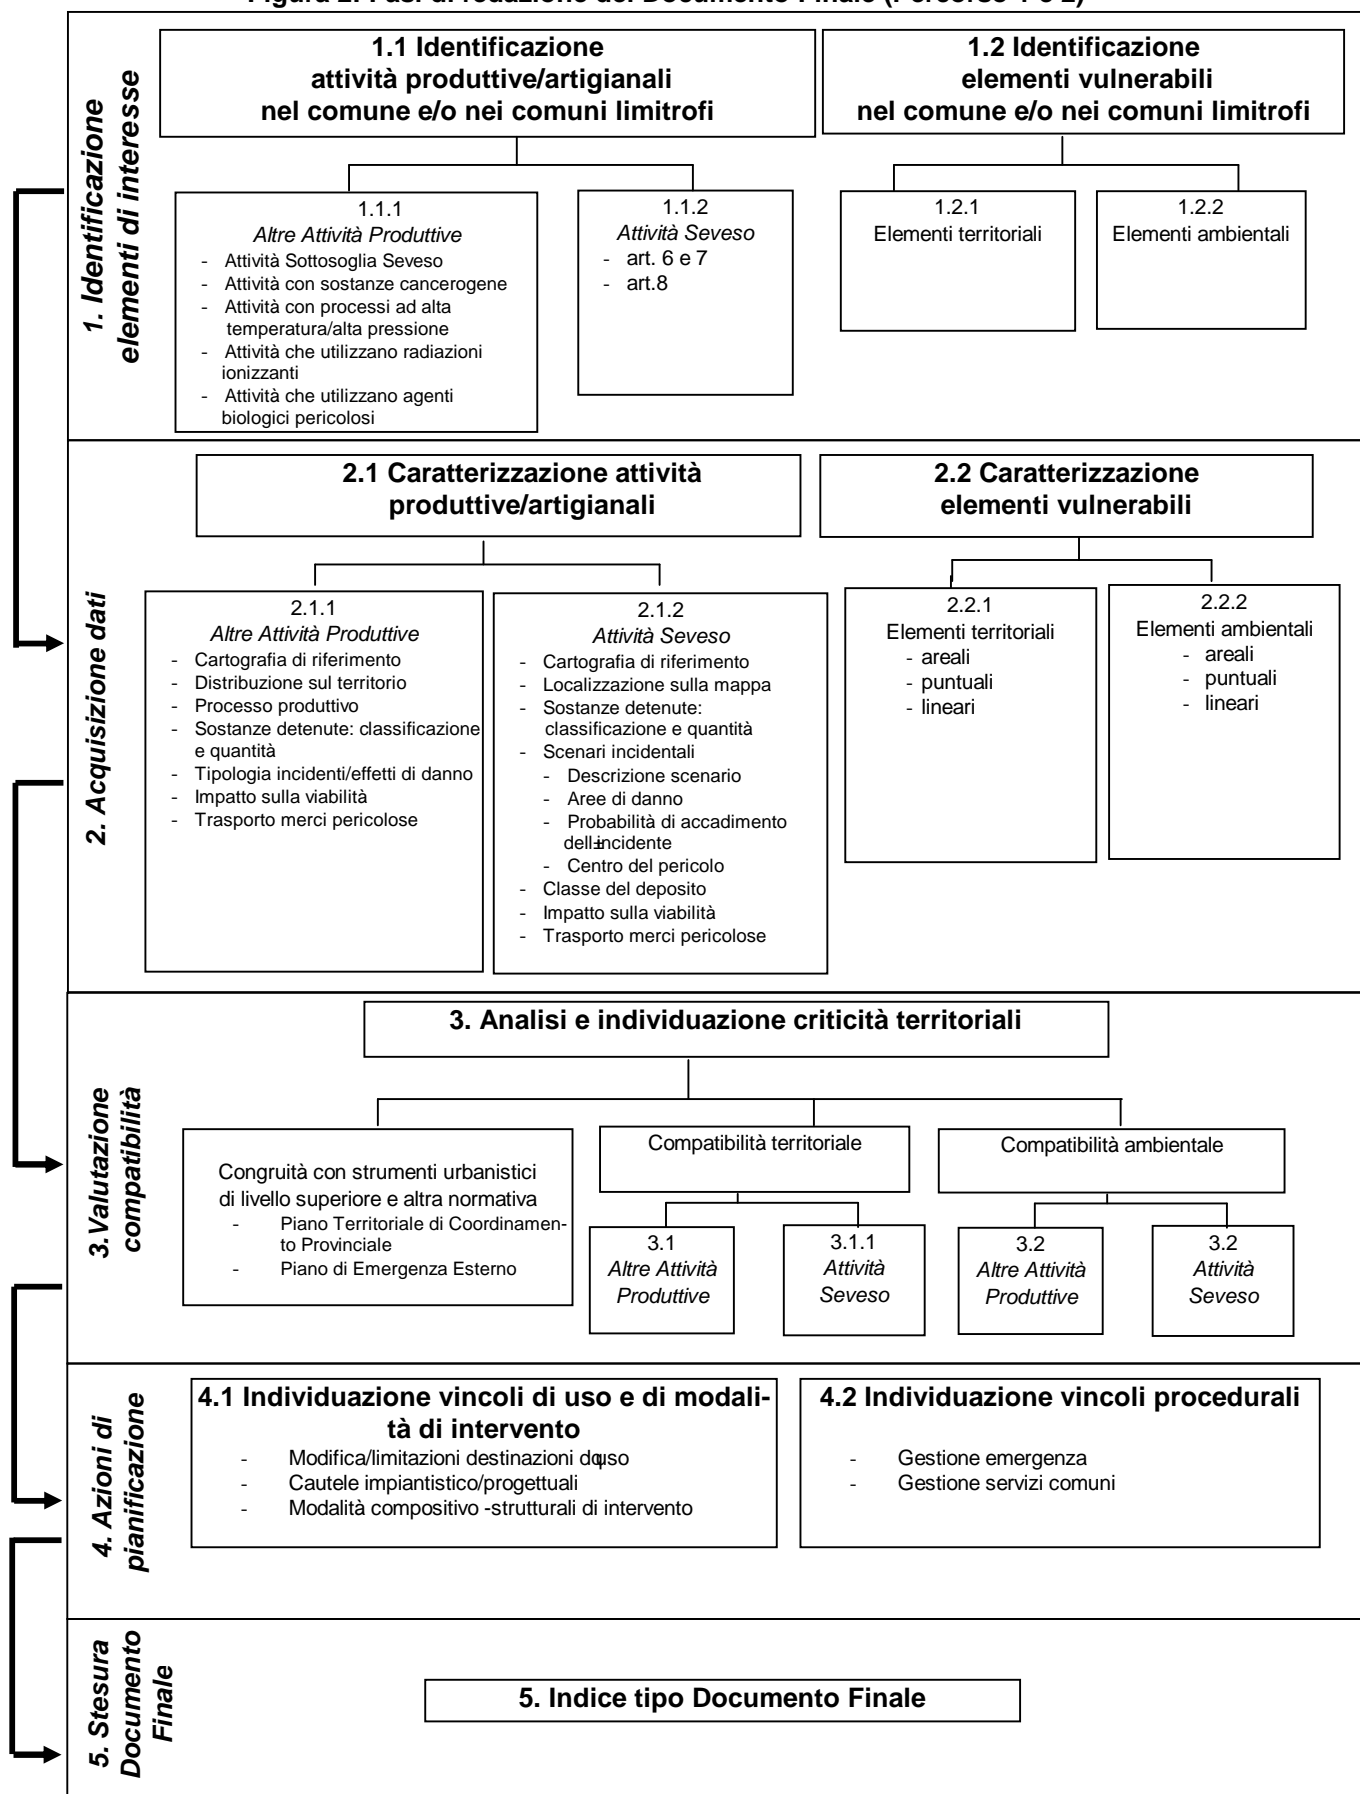 Figura 2. Fasi di redazione del Documento Finale (Percorso 1 e 2)
1. Identificazione
elementi di interesse
1.1 Identificazione
attività produttive/artigianali
nel comune e/o nei comuni limitrofi
1.2 Identificazione
elementi vulnerabili
nel comune e/o nei comuni limitrofi
1.1.1
Altre Attività Produttive
- Attività Sottosoglia Seveso
- Attività con sostanze cancerogene
- Attività con processi ad alta
temperatura/alta pressione
- Attività che utilizzano radiazioni
ionizzanti
- Attività che utilizzano agenti
biologici pericolosi
1.1.2
Attività Seveso
- art. 6 e 7
- art.8
1.2.1
Elementi territoriali
1.2.2
Elementi ambientali
2. Acquisizione dati
2.1 Caratterizzazione attività
produttive/artigianali
2.2 Caratterizzazione
elementi vulnerabili
2.1.1
Altre Attività Produttive
- Cartografia di riferimento
- Distribuzione sul territorio
- Processo produttivo
- Sostanze detenute: classificazione
e quantità
- Tipologia incidenti/effetti di danno
- Impatto sulla viabilità
- Trasporto merci pericolose
2.1.2
Attività Seveso
- Cartografia di riferimento
- Localizzazione sulla mappa
- Sostanze detenute:
classificazione e quantità
- Scenari incidentali
- Descrizione scenario
- Aree di danno
- Probabilità di accadimento
dell±incidente
- Centro del pericolo
- Classe del deposito
- Impatto sulla viabilità
- Trasporto merci pericolose
2.2.1
Elementi territoriali
- areali
- puntuali
- lineari
2.2.2
Elementi ambientali
- areali
- puntuali
- lineari
3.Valutazione
compatibilità
3. Analisi e individuazione criticità territoriali
Congruità con strumenti urbanistici
di livello superiore e altra normativa
- Piano Territoriale di Coordinamen-
to Provinciale
- Piano di Emergenza Esterno
Compatibilità territoriale
Compatibilità ambientale
3.1
Altre Attività
Produttive
3.1.1
Attività
Seveso
3.2
Altre Attività
Produttive
3.2
Attività
Seveso
4. Azioni di
pianificazione
4.1 Individuazione vincoli di uso e di modali-
tà di intervento
- Modifica/limitazioni destinazioni dquso
- Cautele impiantistico/progettuali
- Modalità compositivo -strutturali di intervento
4.2 Individuazione vincoli procedurali
- Gestione emergenza
- Gestione servizi comuni
5. Stesura
Documento
Finale
5. Indice tipo Documento Finale